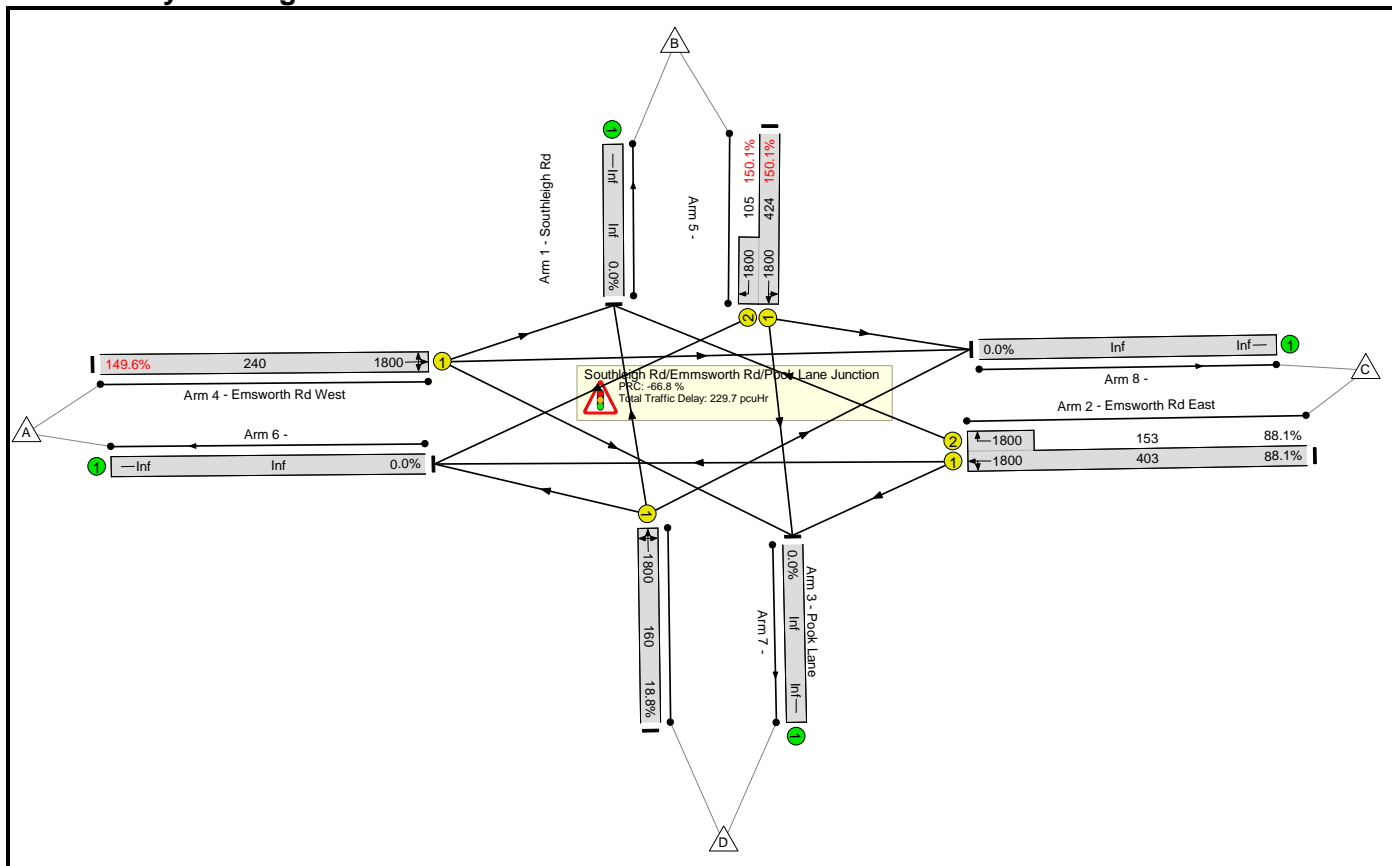 B
1
Arm 1 - Southleigh Rd
Inf
Inf
0.0%
Arm 5 -
105 150.1%
424 150.1%
1800
1800
2
1
149.6% 240 1800
1
Arm 4 - Emsworth Rd West
A
Arm 6 -
1
Inf Inf 0.0%
Southleigh Rd/Emmsworth Rd/Pook Lane Junction
PRC: -66.8 %
Total Traffic Delay: 229.7 pcuHr
0.0% Inf Inf
1
Arm 8 -
C
Arm 2 - Emsworth Rd East
2
1800 153 88.1%
1
1800 403 88.1%
1
1800
160
18.8%
0.0%
Inf
Inf
Arm 7 -
Arm 3 - Pook Lane
1
D